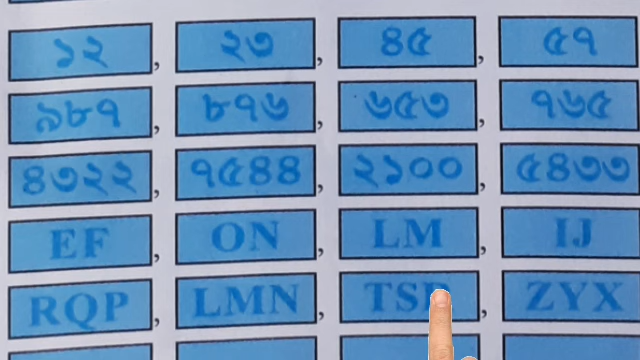 ১২, ২৩, ৪৫, ৫৭
৯৮৭, ৮৭৬, ৬৫৩, ৭৬৫
৪৩২২, ৭৫৪৪, ২১০০, ৫৪৩৩
EF, ON, LM, IJ
RQP, LMN, ZYX